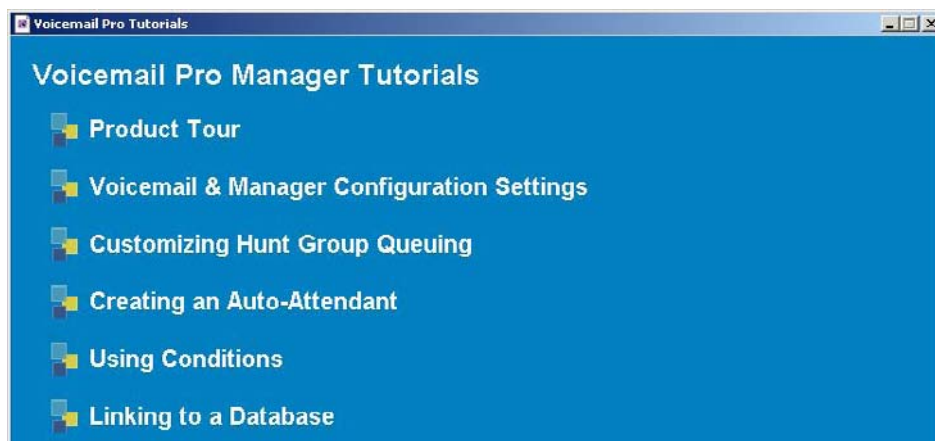 Voicemail Pro Tutorials
Voicemail Pro Manager Tutorials
Product Tour
Voicemail & Manager Configuration Settings
Customizing Hunt Group Queuing
Creating an Auto-Attendant
Using Conditions
Linking to a Database